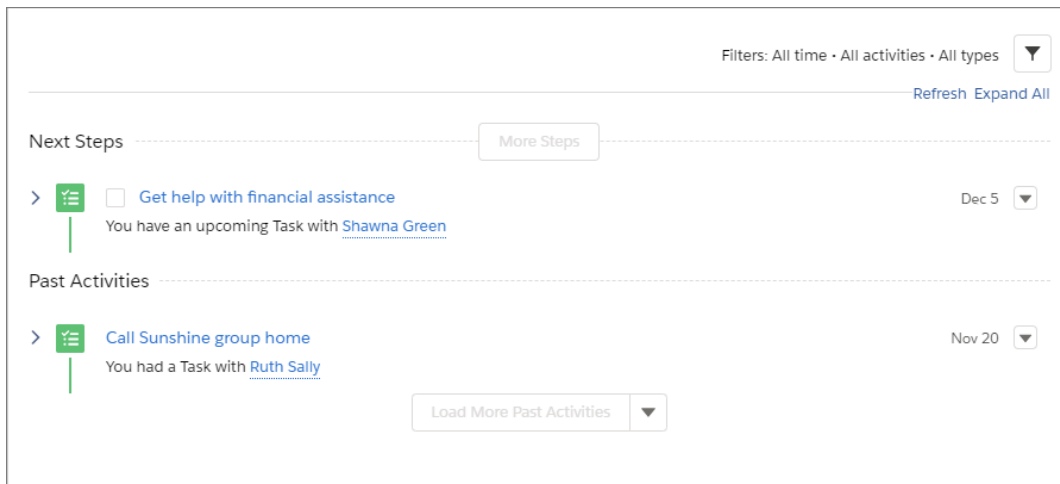 Filters: All time • All activities • All types
Refresh Expand All
Next Steps
More Steps
Get help with financial assistance
Dec 5
You have an upcoming Task with Shawna Green
Past Activities
Call Sunshine group home
Nov 20
You had a Task with Ruth Sally
Load More Past Activities